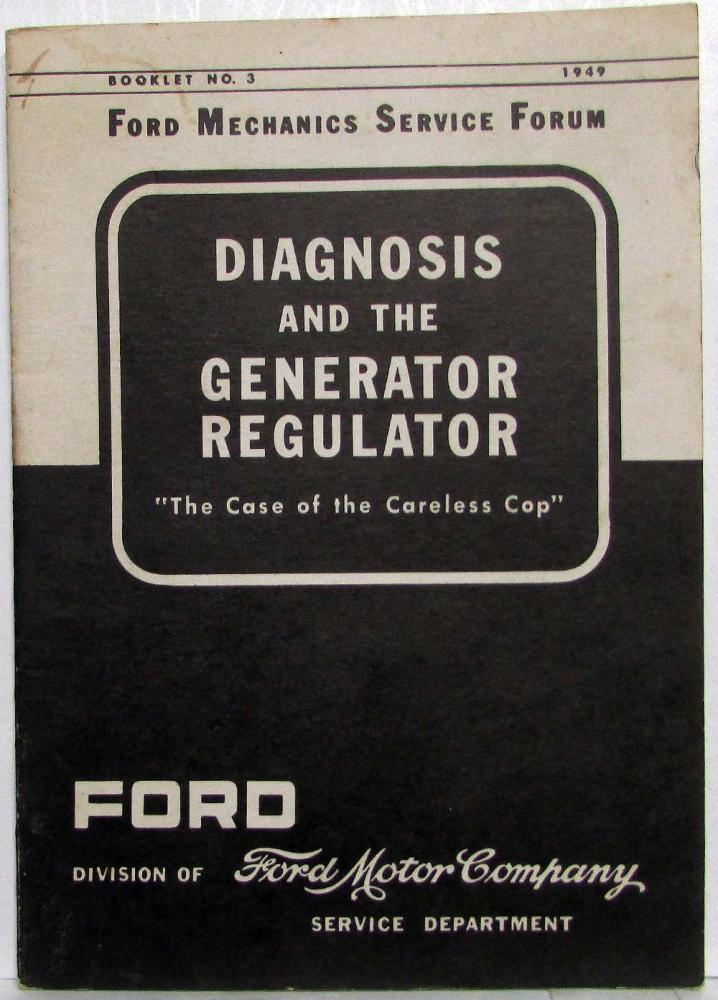 BOOKLET NO. 3 1949
FORD MECHANICS SERVICE FORUM
DIAGNOSIS
AND THE
GENERATOR
REGULATOR
"The Case of the Careless Cop"
FORD
DIVISION OF Ford Motor Company
SERVICE DEPARTMENT